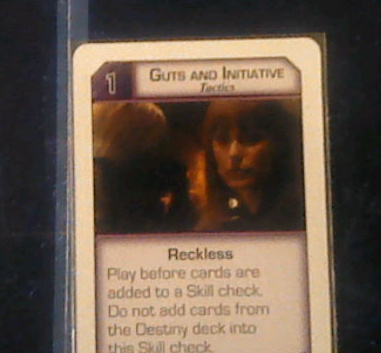 1
GUTS AND INITIATIVE
Tactics
Reckless
Play before cards are
added to a Skill check.
Do not add cards from
the Destiny deck into
this Skill check.